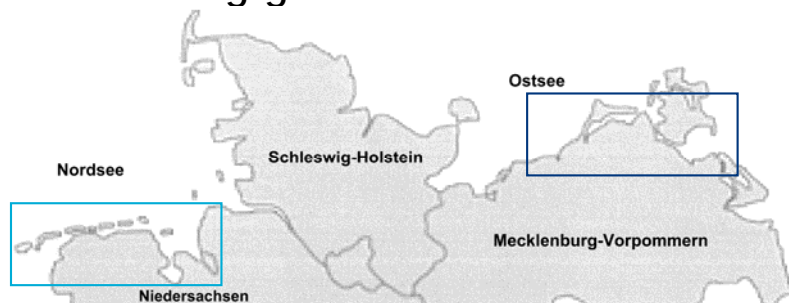 Ostsee
Schleswig-Holstein
Nordsee
Mecklenburg-Vorpommern
Niedersachsen